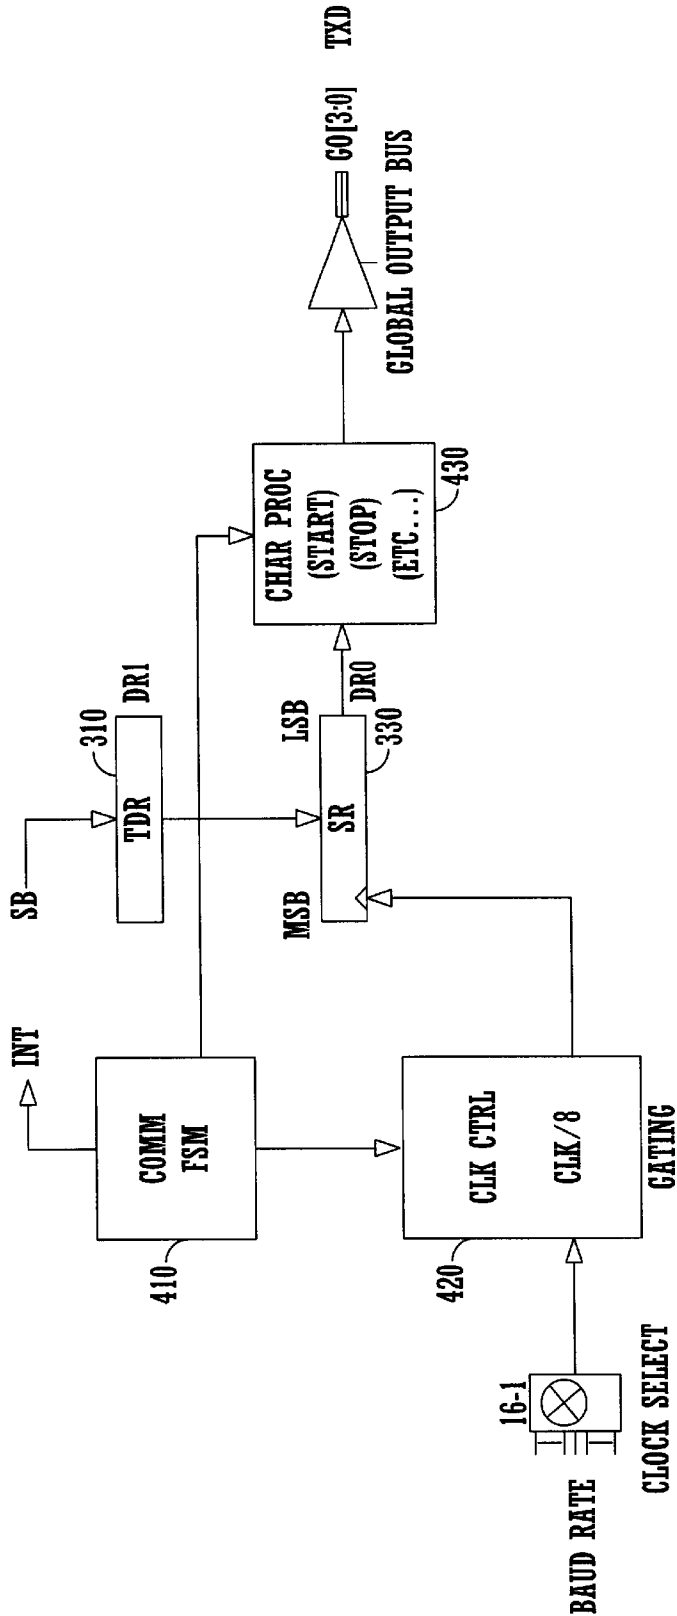 INT
SB
COMM
FSM
410
TDR
310
DR1
MSB
LSB
SR
330
DR0
CHAR PROC
(START)
(STOP)
(ETC...)
430
GO[3:0]
TXD
GLOBAL OUTPUT BUS
CLK CTRL
CLK/8
420
GATING
16-1
BAUD RATE
CLOCK SELECT